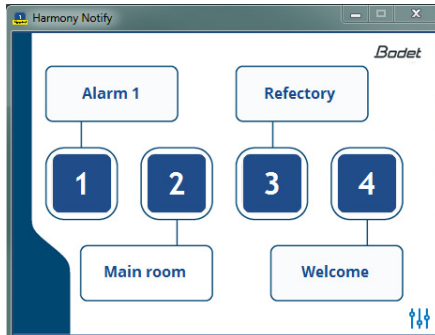 Harmony Notify
Bodet
Alarm 1
Refectory
1
2
3
4
Main room
Welcome